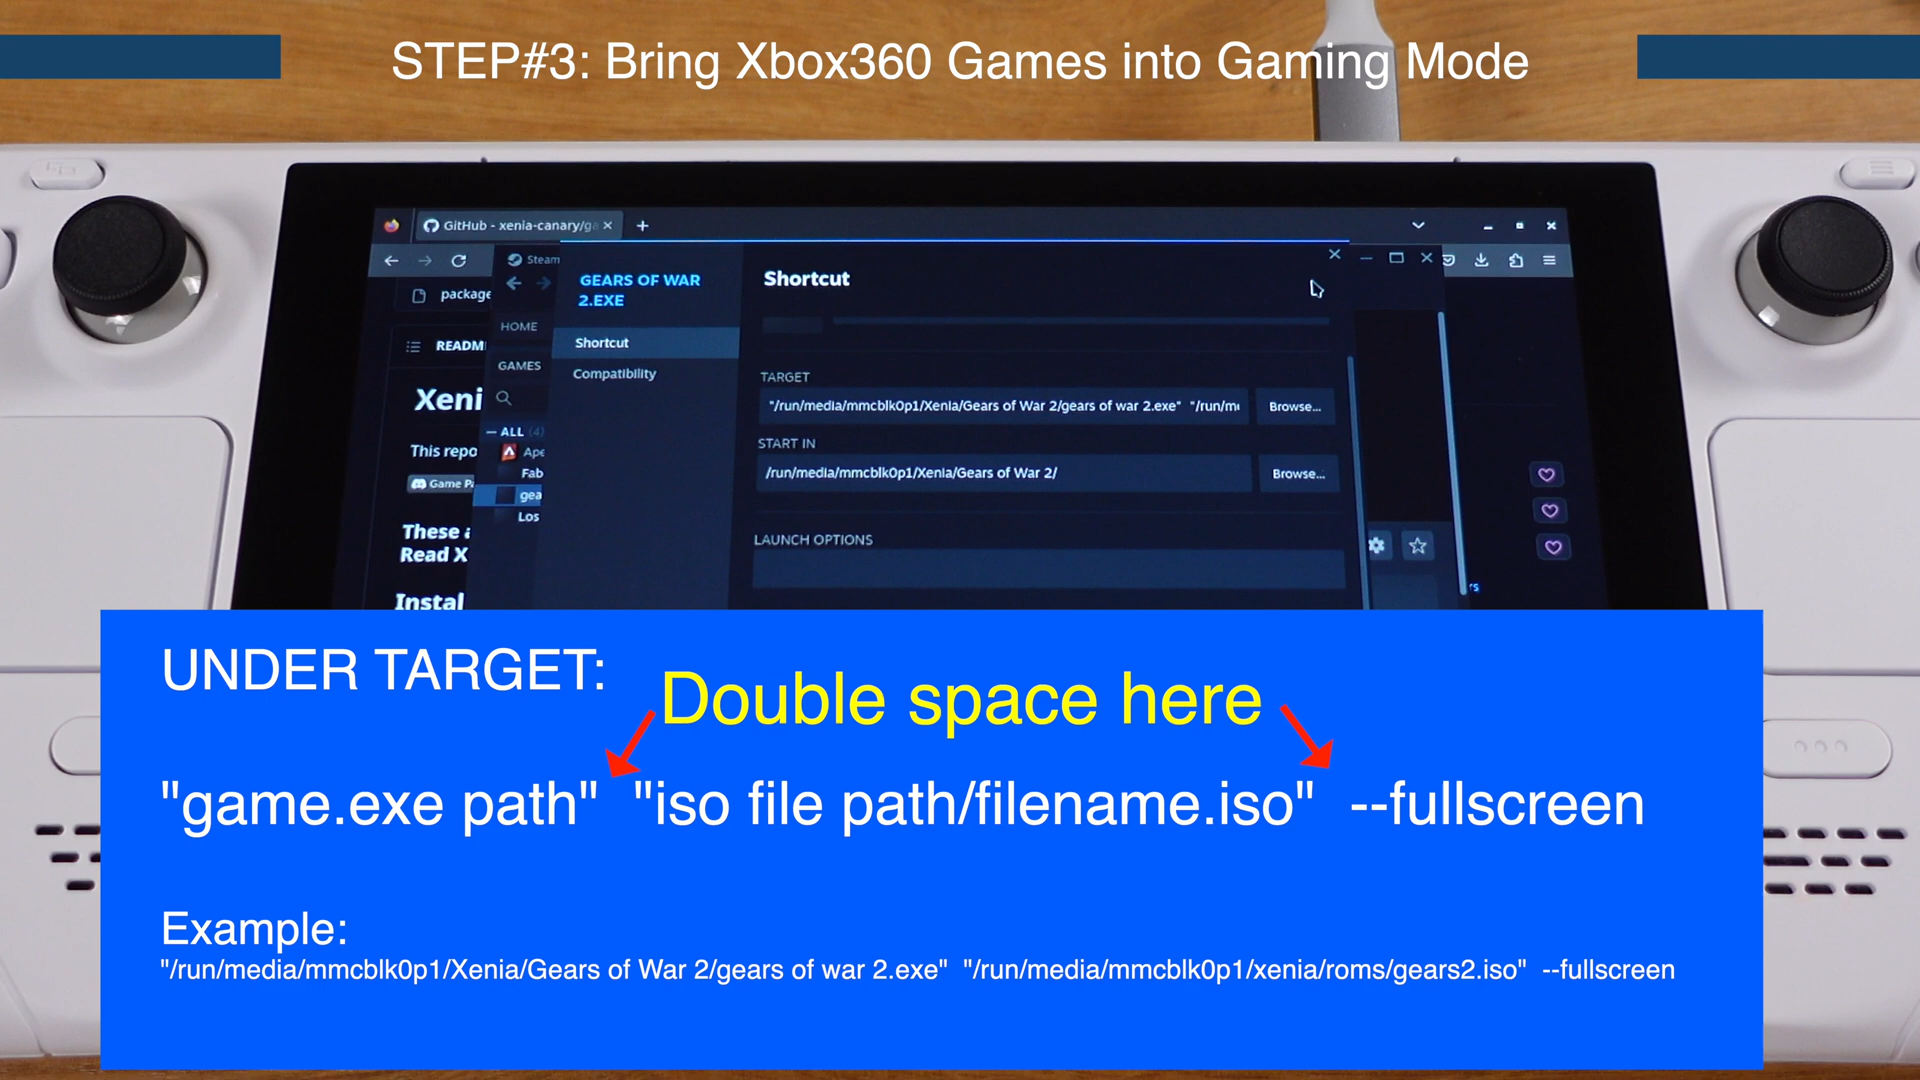 STEP#3: Bring Xbox360 Games into Gaming Mode
GitHub - xenia-canary/ga
Steam
package
GEARS OF WAR
2.EXE
Shortcut
HOME
README
Shortcut
GAMES
Compatibility
TARGET
Xeni
"/run/media/mmcblk0p1/Xenia/Gears of War 2/gears of war 2.exe"  "/run/m
Browse...
ALL (4)
START IN
This repo
Ape
Fab
/run/media/mmcblk0p1/Xenia/Gears of War 2/
Browse...
Game Pa
gea
Los
These a
LAUNCH OPTIONS
Read X
Instal
rs
UNDER TARGET:
Double space here
"game.exe path"  "iso file path/filename.iso"  --fullscreen
Example:
"/run/media/mmcblk0p1/Xenia/Gears of War 2/gears of war 2.exe"  "/run/media/mmcblk0p1/xenia/roms/gears2.iso"  --fullscreen